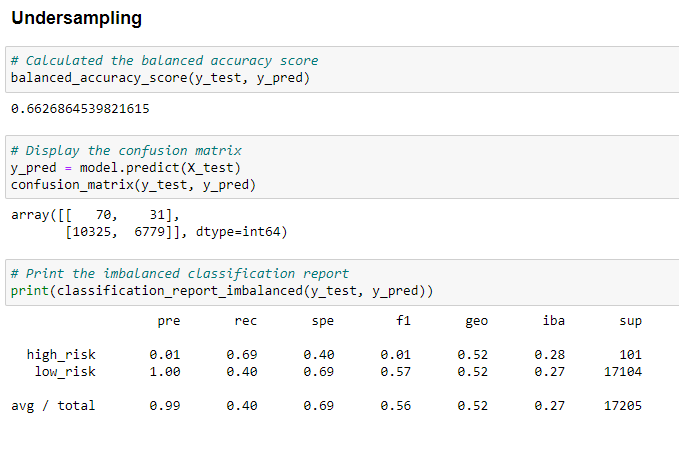 Undersampling
# Calculated the balanced accuracy score
balanced_accuracy_score(y_test, y_pred)
0.6626864539821615
# Display the confusion matrix
y_pred = model.predict(X_test)
confusion_matrix(y_test, y_pred)
array([[   70,    31],
       [10325,  6779]], dtype=int64)
# Print the imbalanced classification report
print(classification_report_imbalanced(y_test, y_pred))
                   pre       rec       spe        f1       geo       iba       sup
  high_risk       0.01      0.69      0.40      0.01      0.52      0.28       101
   low_risk       1.00      0.40      0.69      0.57      0.52      0.27     17104
avg / total       0.99      0.40      0.69      0.56      0.52      0.27     17205